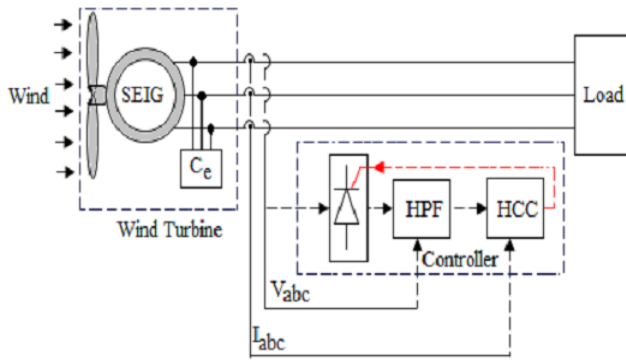 Wind
SEIG
Load
Ce
Wind Turbine
HPF
HCC
Controller
Vabc
Iabc